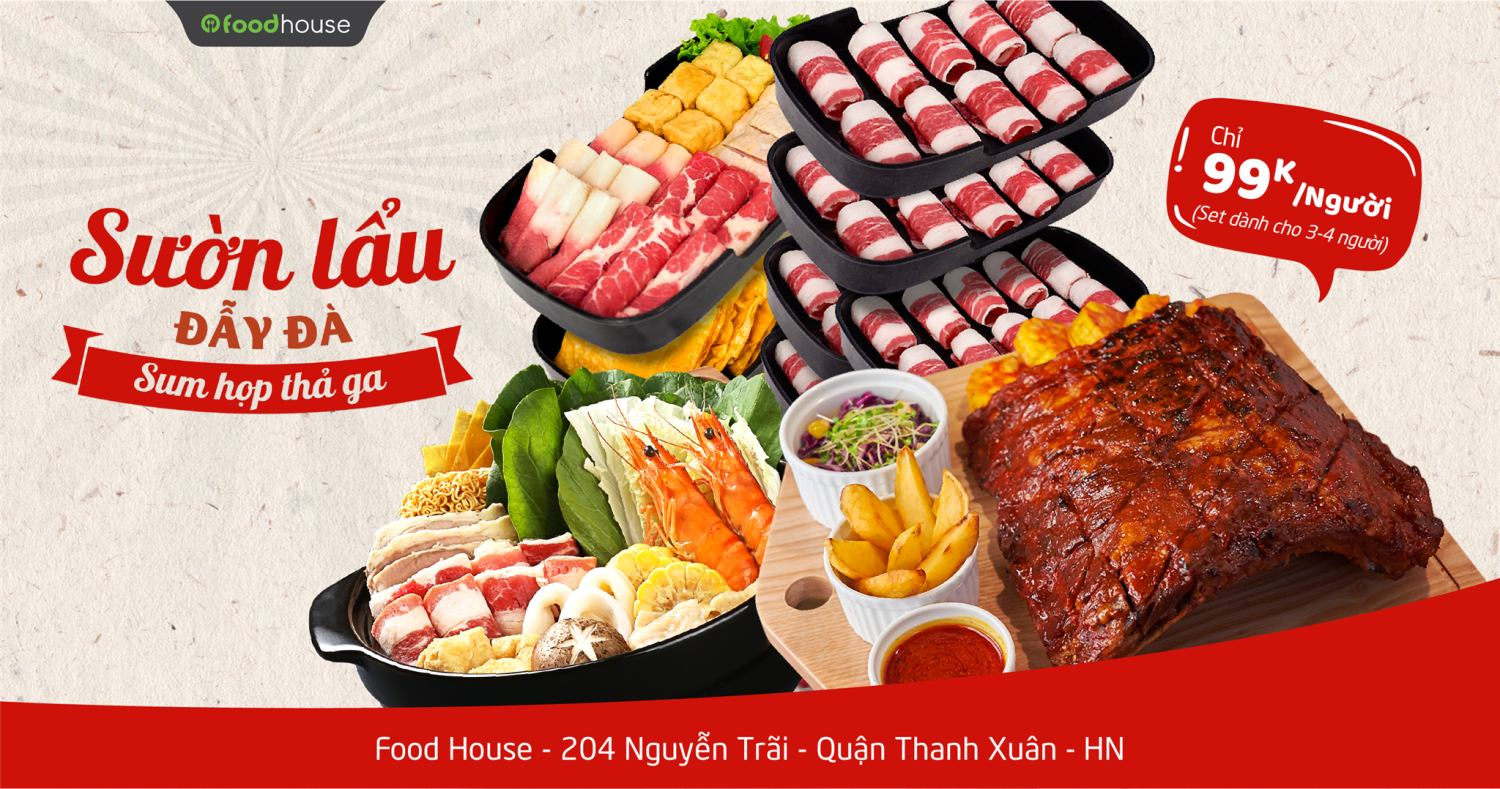 foodhouse
Sườn lẩu
ĐẪY ĐÀ
Sum họp thả ga
Chỉ
99K/Người
(Set dành cho 3-4 người)
Food House - 204 Nguyễn Trãi - Quận Thanh Xuân - HN